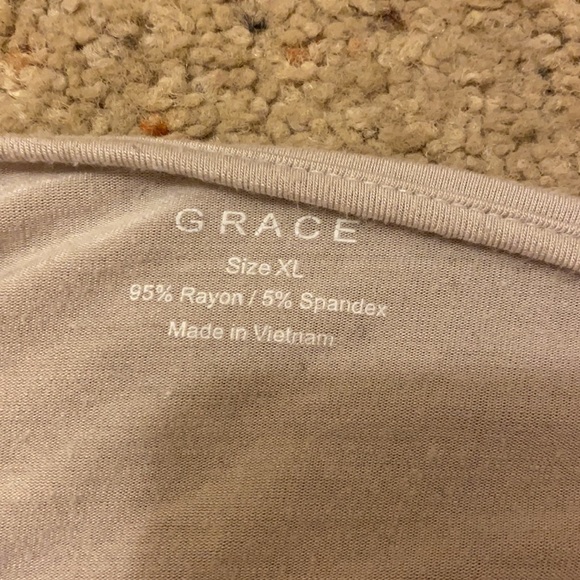 GRACE
Size XL
95% Rayon / 5% Spandex
Made in Vietnam